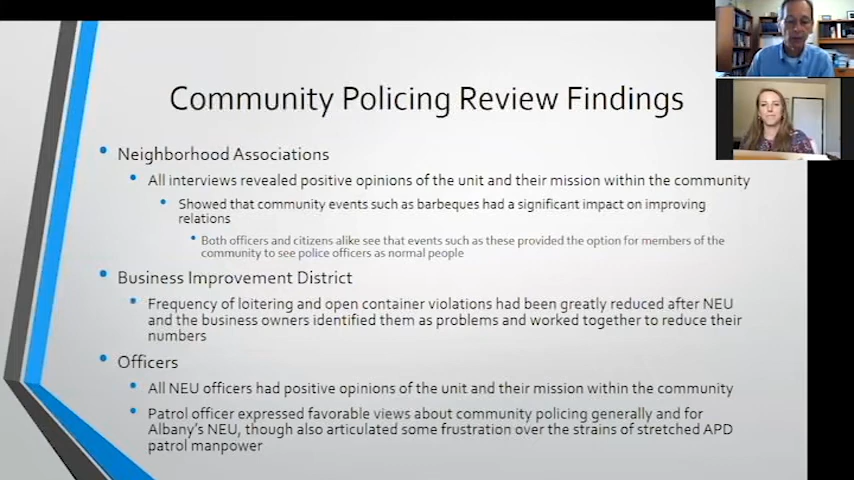 Community Policing Review Findings
• Neighborhood Associations
• All interviews revealed positive opinions of the unit and their mission within the community
• Showed that community events such as barbeques had a significant impact on improving
relations
• Both officers and citizens alike see that events such as these provided the option for members of the
community to see police officers as normal people
• Business Improvement District
• Frequency of loitering and open container violations had been greatly reduced after NEU
and the business owners identified them as problems and worked together to reduce their
numbers
• Officers
• All NEU officers had positive opinions of the unit and their mission within the community
• Patrol officer expressed favorable views about community policing generally and for
Albany's NEU, though also articulated some frustration over the strains of stretched APD
patrol manpower